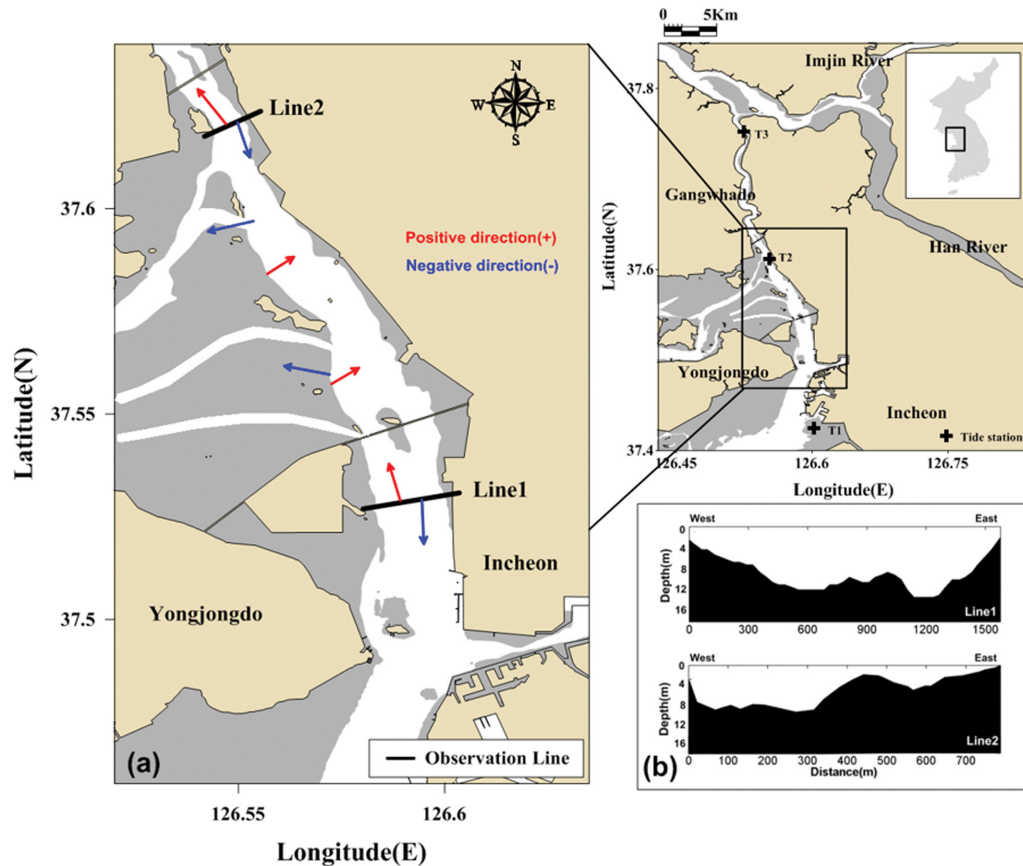 N
W
E
S
Line2
Positive direction(+)
Negative direction(-)
Line1
Incheon
Yongjongdo
(a)
Observation Line
37.6
37.55
37.5
Latitude(N)
126.55
126.6
Longitude(E)
0
5Km
Imjin River
T3
Gangwhado
Han River
T2
Yongjongdo
Incheon
T1
Tide station
37.8
37.6
37.4
Latitude(N)
126.45
126.6
126.75
Longitude(E)
West
East
0
4
8
12
16
Depth(m)
Line1
0
300
600
900
1200
1500
West
East
0
4
8
12
16
Depth(m)
Line2
0
100
200
300
400
500
600
700
Distance(m)
(b)